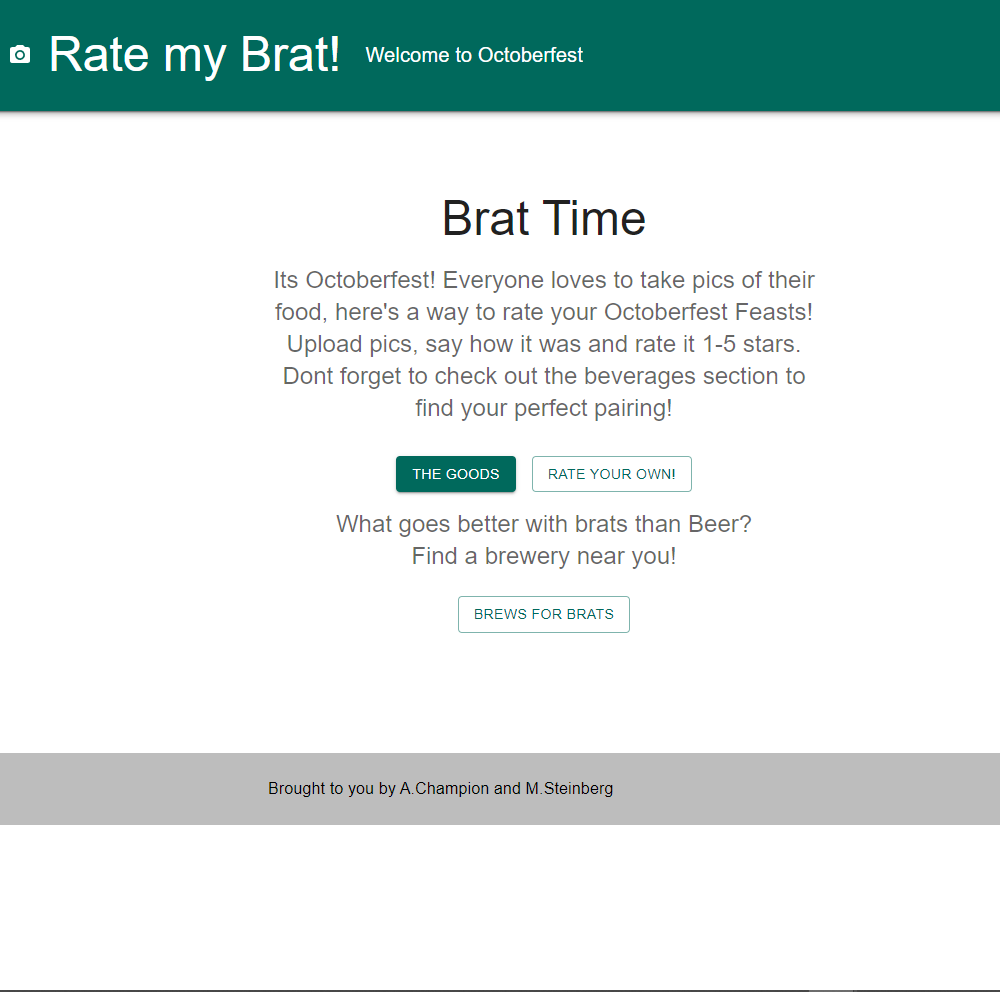 Rate my Brat! Welcome to Octoberfest
Brat Time
Its Octoberfest! Everyone loves to take pics of their
food, here's a way to rate your Octoberfest Feasts!
Upload pics, say how it was and rate it 1-5 stars.
Dont forget to check out the beverages section to
find your perfect pairing!
THE GOODS RATE YOUR OWN!
What goes better with brats than Beer?
Find a brewery near you!
BREWS FOR BRATS
Brought to you by A.Champion and M.Steinberg